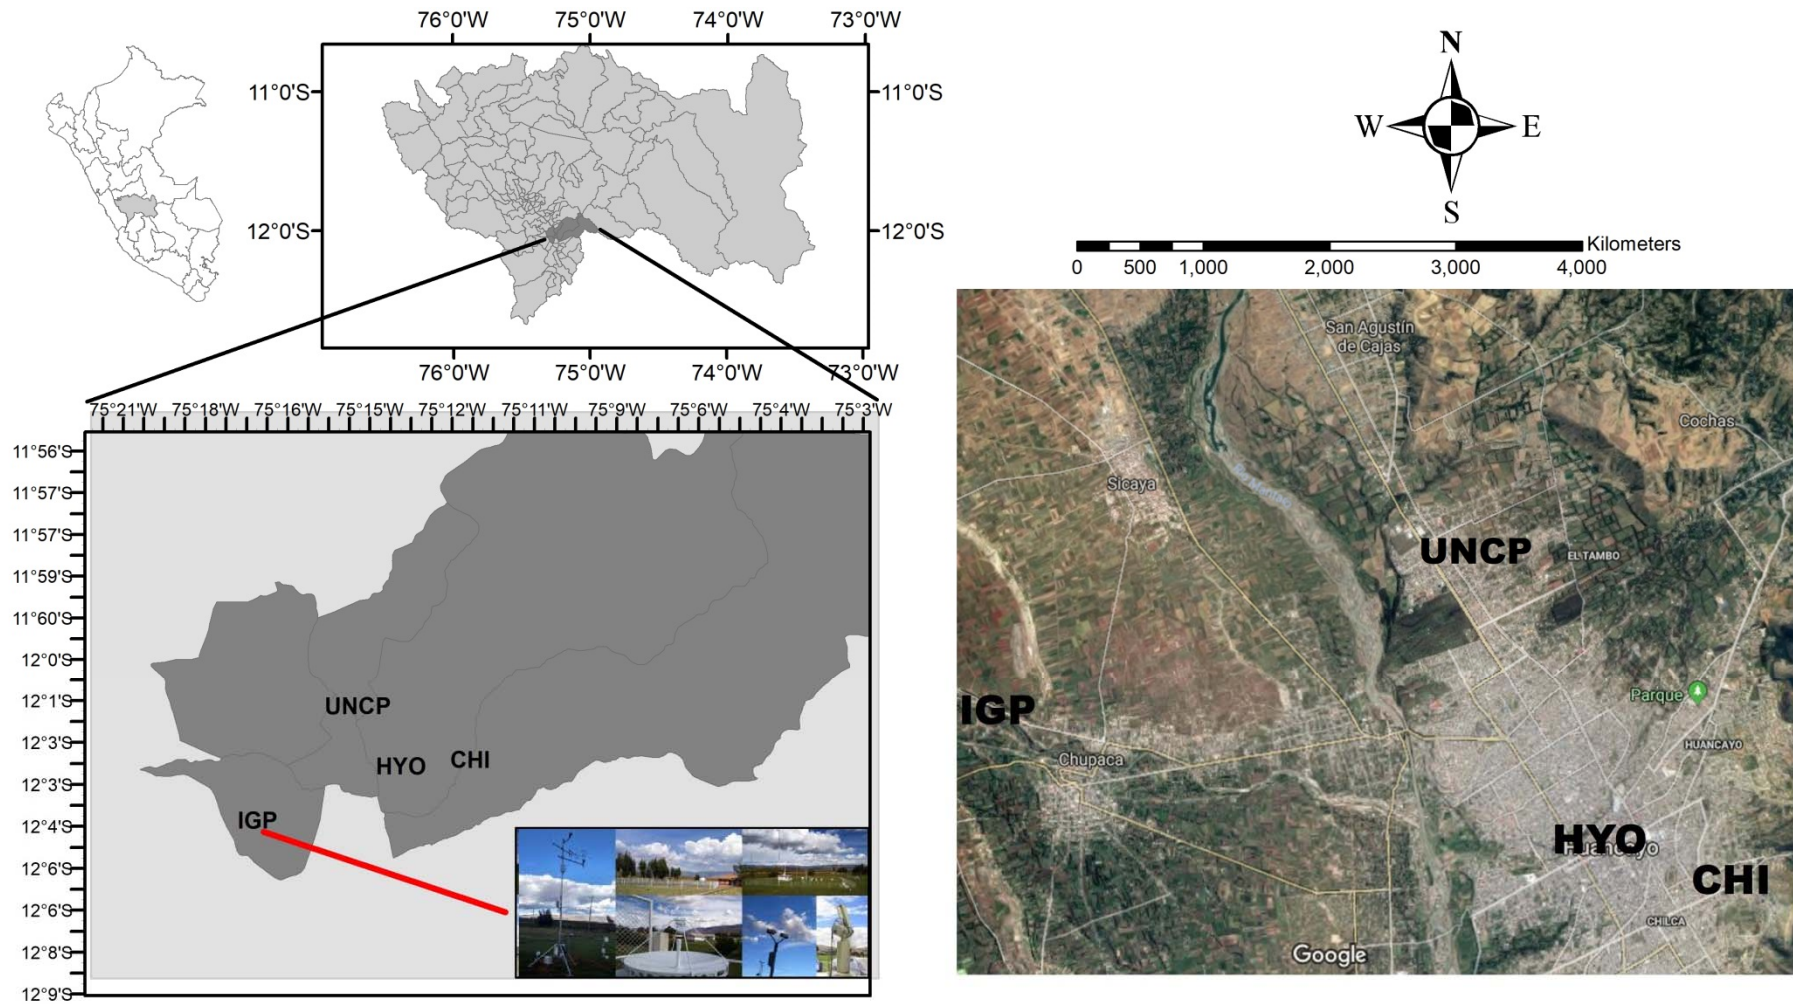 76°0'W 75°0'W 74°0'W 73°0'W
11°0'S 11°0'S
12°0'S 12°0'S
76°0'W 75°0'W 74°0'W 73°0'W
75°21'W 75°18'W 75°16'W 75°15'W 75°12'W 75°11'W 75°9'W 75°6'W 75°4'W 75°3'W
11°56'S
11°57'S
11°57'S
11°59'S
11°60'S
12°0'S
12°1'S
12°3'S
12°3'S
12°4'S
12°6'S
12°6'S
12°8'S
12°9'S
UNCP
HYO CHI
IGP
N
W E
S
Kilometers
0 500 1,000 2,000 3,000 4,000
San Agustín
de Cajas
Cochas
Sicaya
UNCP
EL TAMBO
IGP
Parque
HUANCAYO
Chupaca
HYO
Huancayo
CHI
CHILCA
Google